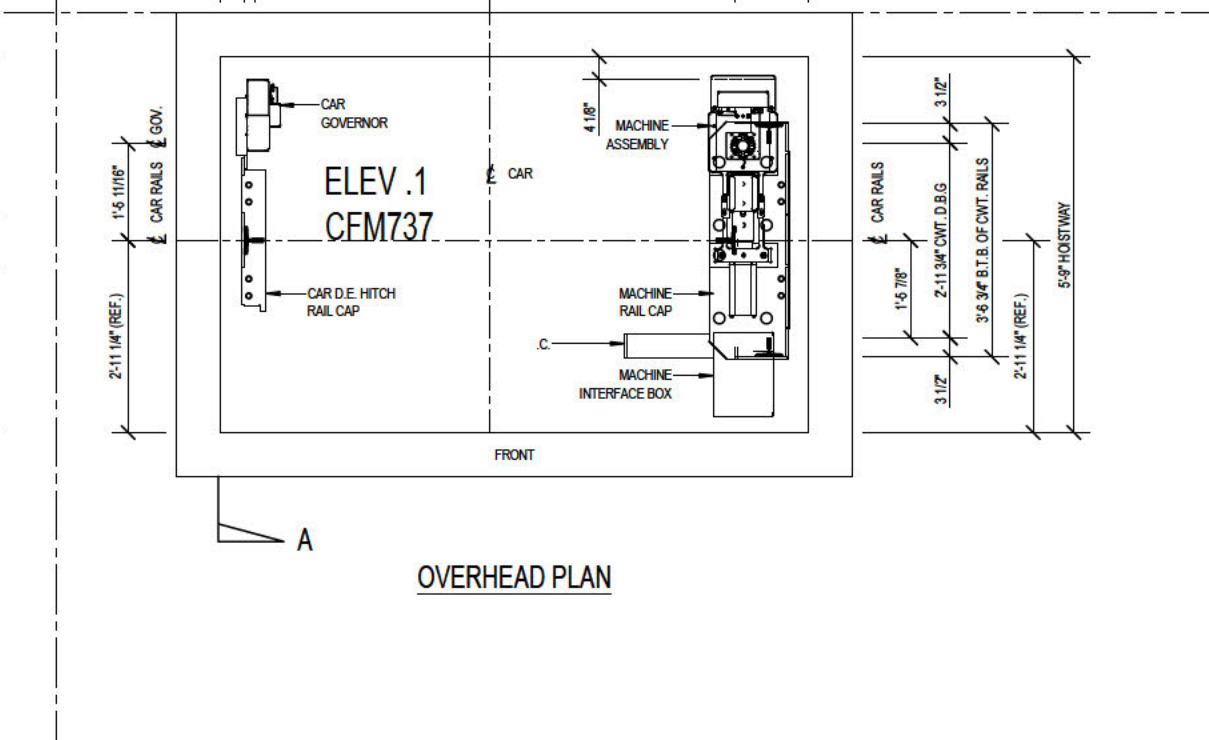 CAR
GOVERNOR
4 1/8"
MACHINE
ASSEMBLY
ELEV .1
CFM737
℄ CAR
℄ GOV.
1'-5 11/16"
℄ CAR RAILS
2'-11 1/4" (REF.)
CAR D.E. HITCH
RAIL CAP
MACHINE
RAIL CAP
.C.
MACHINE
INTERFACE BOX
FRONT
℄ CAR RAILS
1'-5 7/8"
3 1/2"
2'-11 3/4" CWT. D.B.G
3 1/2"
3'-6 3/4" B.T.B. OF CWT. RAILS
2'-11 1/4" (REF.)
5'-9" HOISTWAY
A
OVERHEAD PLAN